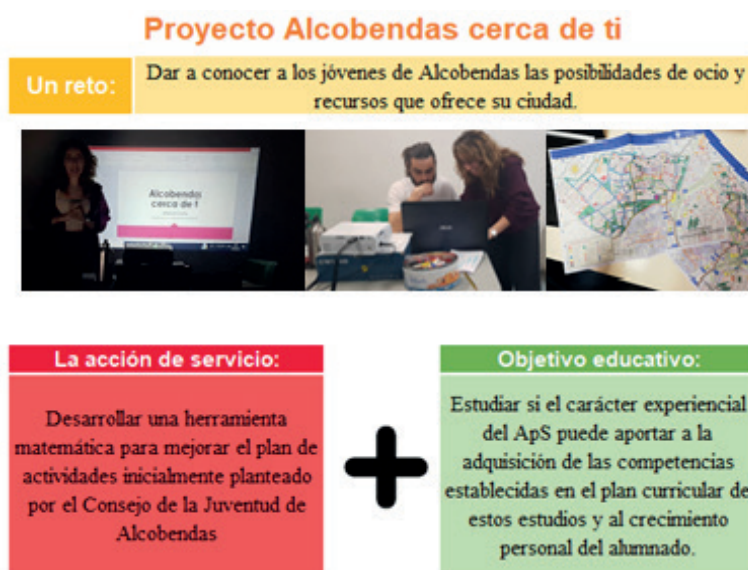 Proyecto Alcobendas cerca de ti
Un reto:
Dar a conocer a los jóvenes de Alcobendas las posibilidades de ocio y
recursos que ofrece su ciudad.
Alcobendas
cerca de t
La acción de servicio:
Desarrollar una herramienta
matemática para mejorar el plan de
actividades inicialmente planteado
por el Consejo de la Juventud de
Alcobendas
Objetivo educativo:
Estudiar si el carácter experiencial
del ApS puede aportar a la
adquisición de las competencias
establecidas en el plan curricular de
estos estudios y al crecimiento
personal del alumnado.